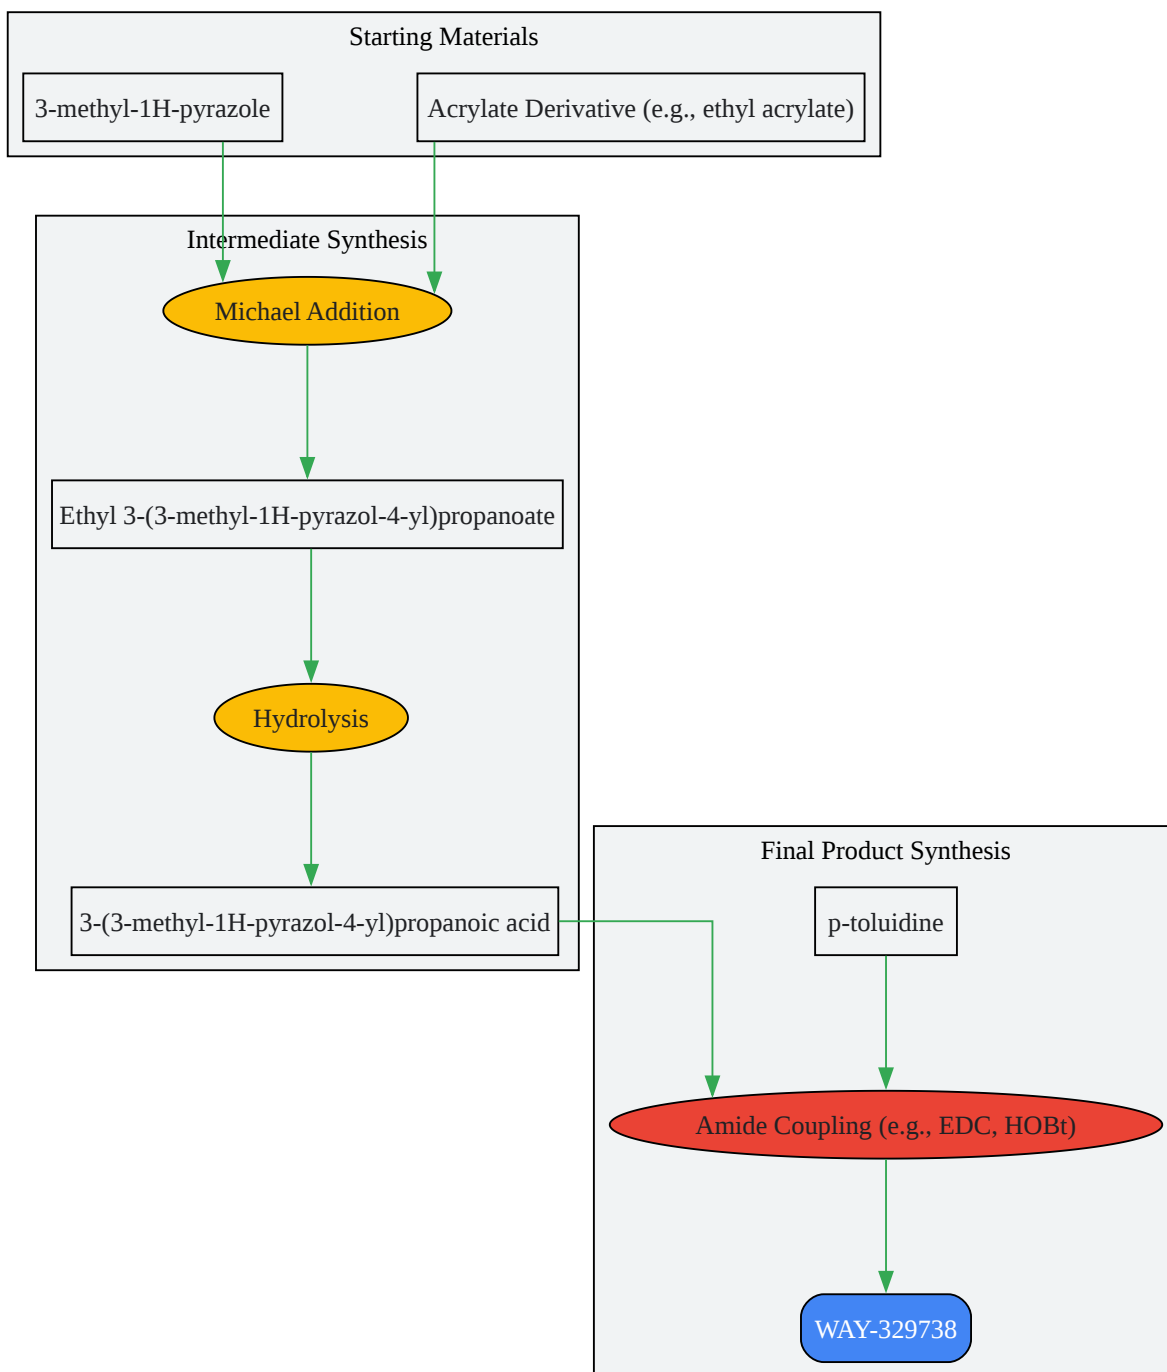 Starting Materials
3-methyl-1H-pyrazole
Acrylate Derivative (e.g., ethyl acrylate)
Intermediate Synthesis
Michael Addition
Ethyl 3-(3-methyl-1H-pyrazol-4-yl)propanoate
Hydrolysis
3-(3-methyl-1H-pyrazol-4-yl)propanoic acid
Final Product Synthesis
p-toluidine
Amide Coupling (e.g., EDC, HOBt)
WAY-329738